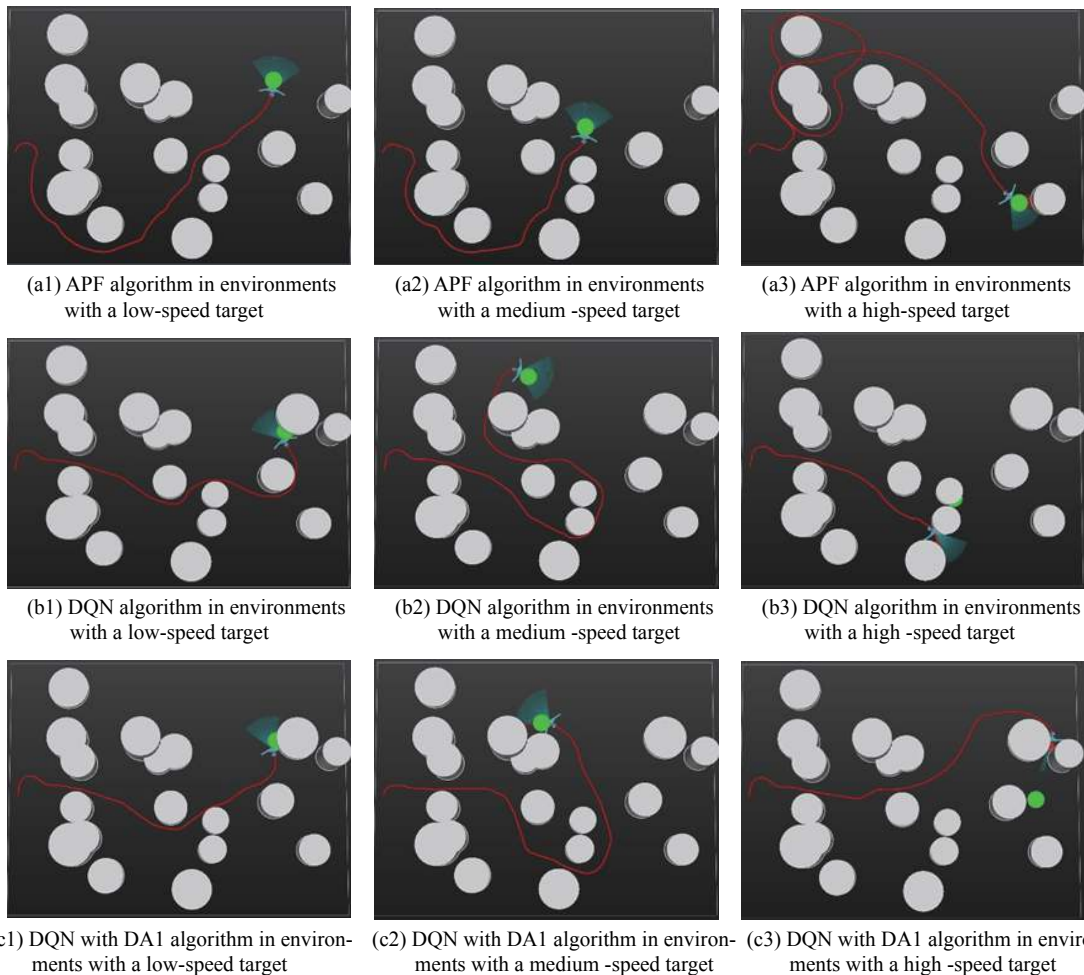 (a1) APF algorithm in environments
with a low-speed target
(a2) APF algorithm in environments
with a medium -speed target
(a3) APF algorithm in environments
with a high-speed target
(b1) DQN algorithm in environments
with a low-speed target
(b2) DQN algorithm in environments
with a medium -speed target
(b3) DQN algorithm in environments
with a high -speed target
c1) DQN with DA1 algorithm in environ-
ments with a low-speed target
(c2) DQN with DA1 algorithm in environ-
ments with a medium -speed target
(c3) DQN with DA1 algorithm in enviro
ments with a high -speed target